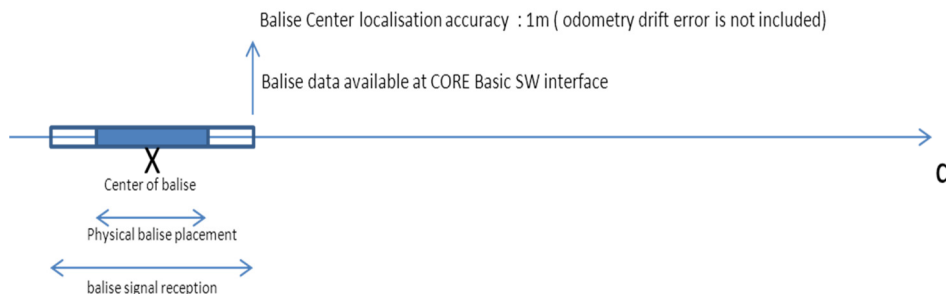 Balise Center localisation accuracy : 1m ( odometry drift error is not included)
Balise data available at CORE Basic SW interface
X
Center of balise
d
Physical balise placement
balise signal reception